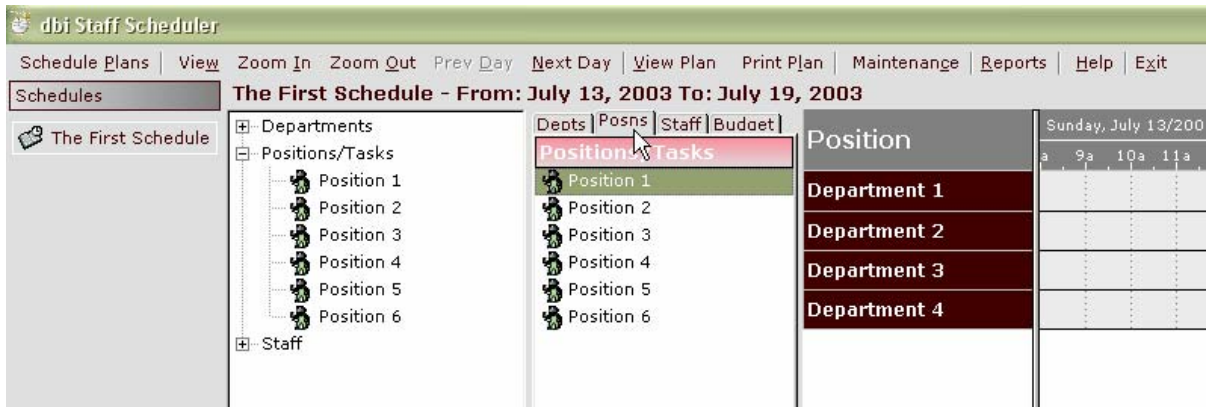 dbi Staff Scheduler
Schedule Plans View Zoom In Zoom Out Prev Day Next Day View Plan Print Plan Maintenance Reports Help Exit
Schedules
The First Schedule - From: July 13, 2003 To: July 19, 2003
The First Schedule
Departments
Positions/Tasks
Position 1
Position 2
Position 3
Position 4
Position 5
Position 6
Staff
Depts Posns Staff Budget
Positions/Tasks
Position 1
Position 2
Position 3
Position 4
Position 5
Position 6
Position
Department 1
Department 2
Department 3
Department 4
Sunday, July 13/200
a 9a 10a 11a